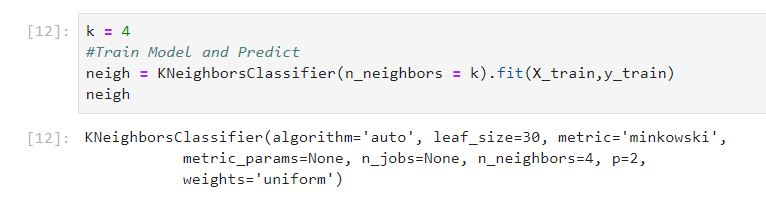 [12]: k = 4
#Train Model and Predict
neigh = KNeighborsClassifier(n_neighbors = k).fit(X_train,y_train)
neigh
[12]: KNeighborsClassifier(algorithm='auto', leaf_size=30, metric='minkowski',
metric_params=None, n_jobs=None, n_neighbors=4, p=2,
weights='uniform')